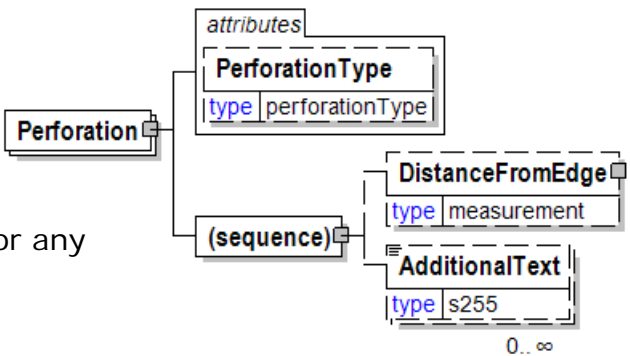 attributes
PerforationType
type perforationType
Perforation
DistanceFromEdge
type measurement
or any
(sequence)
AdditionalText
type s255
0..∞